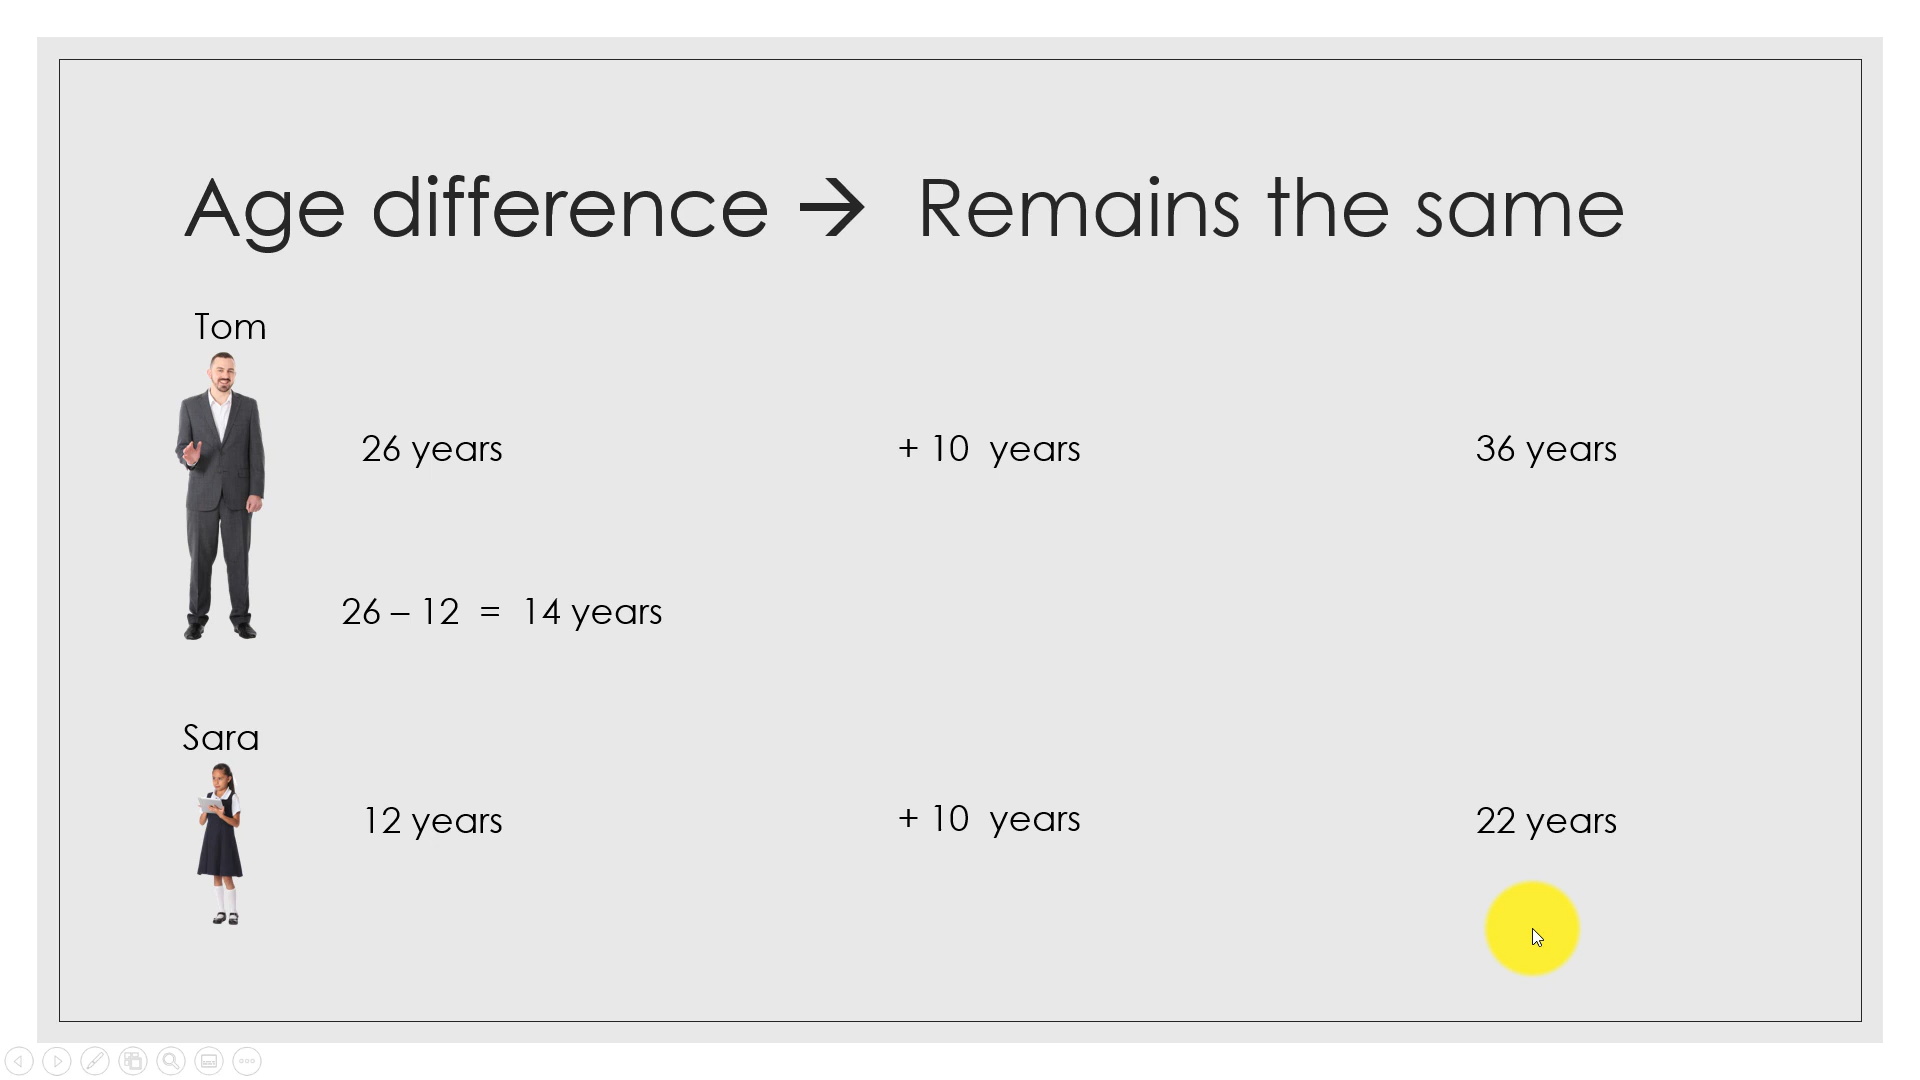 Age difference → Remains the same
Tom
26 years + 10 years 36 years
26 – 12 = 14 years
Sara
12 years + 10 years 22 years